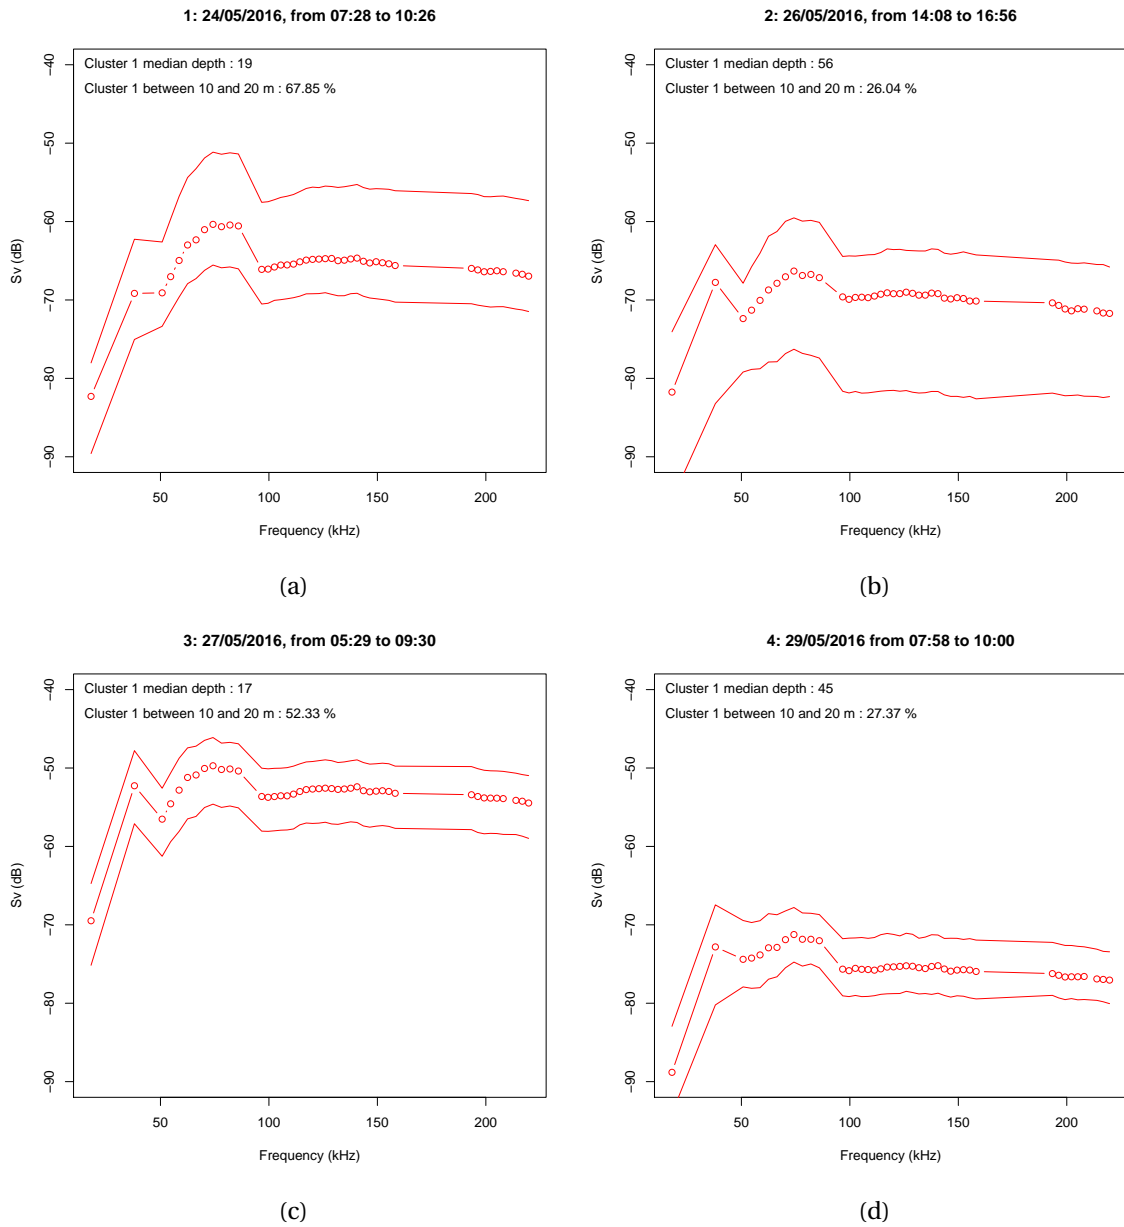 1: 24/05/2016, from 07:28 to 10:26
Cluster 1 median depth : 19
Cluster 1 between 10 and 20 m : 67.85 %
−40
−50
−60
−70
−80
−90
Sv (dB)
50 100 150 200
Frequency (kHz)
(a)
2: 26/05/2016, from 14:08 to 16:56
Cluster 1 median depth : 56
Cluster 1 between 10 and 20 m : 26.04 %
−40
−50
−60
−70
−80
−90
Sv (dB)
50 100 150 200
Frequency (kHz)
(b)
3: 27/05/2016, from 05:29 to 09:30
Cluster 1 median depth : 17
Cluster 1 between 10 and 20 m : 52.33 %
−40
−50
−60
−70
−80
−90
Sv (dB)
50 100 150 200
Frequency (kHz)
(c)
4: 29/05/2016 from 07:58 to 10:00
Cluster 1 median depth : 45
Cluster 1 between 10 and 20 m : 27.37 %
−40
−50
−60
−70
−80
−90
Sv (dB)
50 100 150 200
Frequency (kHz)
(d)